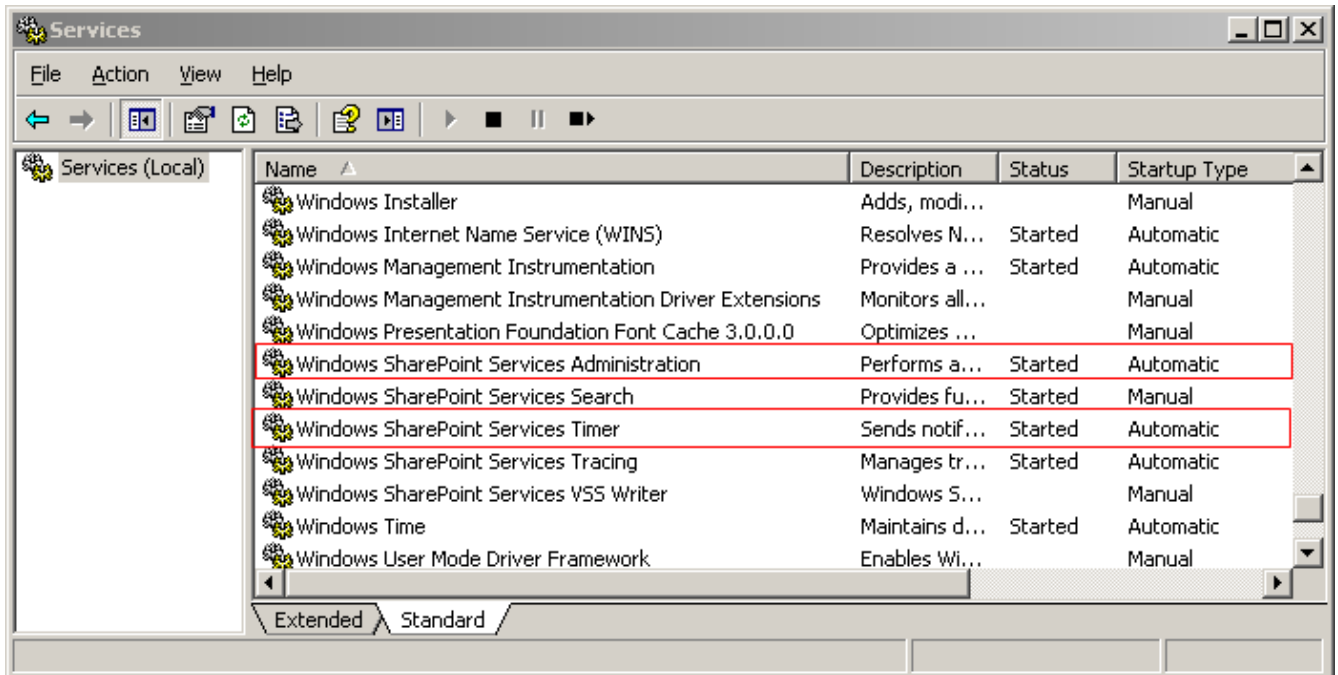 Services
File Action View Help
Services (Local)
Name Description Status Startup Type
Windows Installer Adds, modi... Manual
Windows Internet Name Service (WINS) Resolves N... Started Automatic
Windows Management Instrumentation Provides a ... Started Automatic
Windows Management Instrumentation Driver Extensions Monitors all... Manual
Windows Presentation Foundation Font Cache 3.0.0.0 Optimizes ... Manual
Windows SharePoint Services Administration Performs a... Started Automatic
Windows SharePoint Services Search Provides fu... Started Manual
Windows SharePoint Services Timer Sends notif... Started Automatic
Windows SharePoint Services Tracing Manages tr... Started Automatic
Windows SharePoint Services VSS Writer Windows S... Manual
Windows Time Maintains d... Started Automatic
Windows User Mode Driver Framework Enables Wi... Manual
Extended Standard